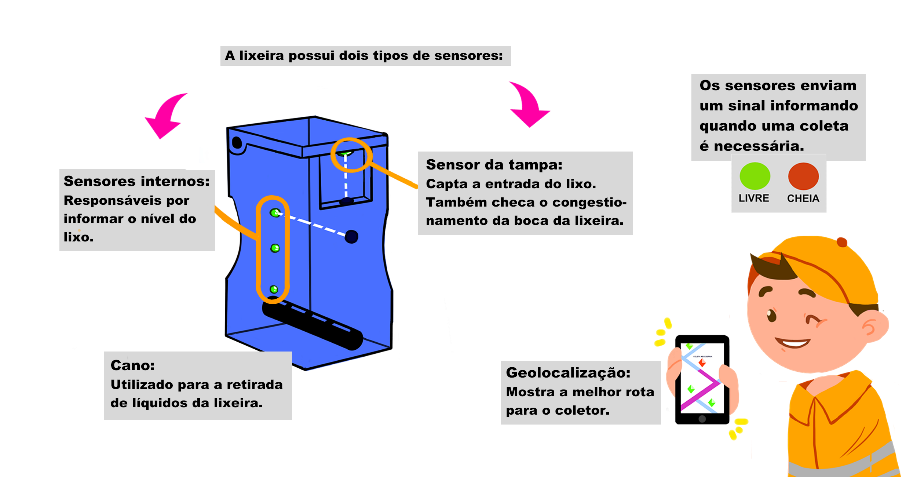 A lixeira possui dois tipos de sensores:
Os sensores enviam
um sinal informando
quando uma coleta
é necessária.
LIVRE
CHEIA
Sensor da tampa:
Capta a entrada do lixo.
Também checa o congestio-
namento da boca da lixeira.
Sensores internos:
Responsáveis por
informar o nível do
lixo.
Cano:
Utilizado para a retirada
de líquidos da lixeira.
Geolocalização:
Mostra a melhor rota
para o coletor.